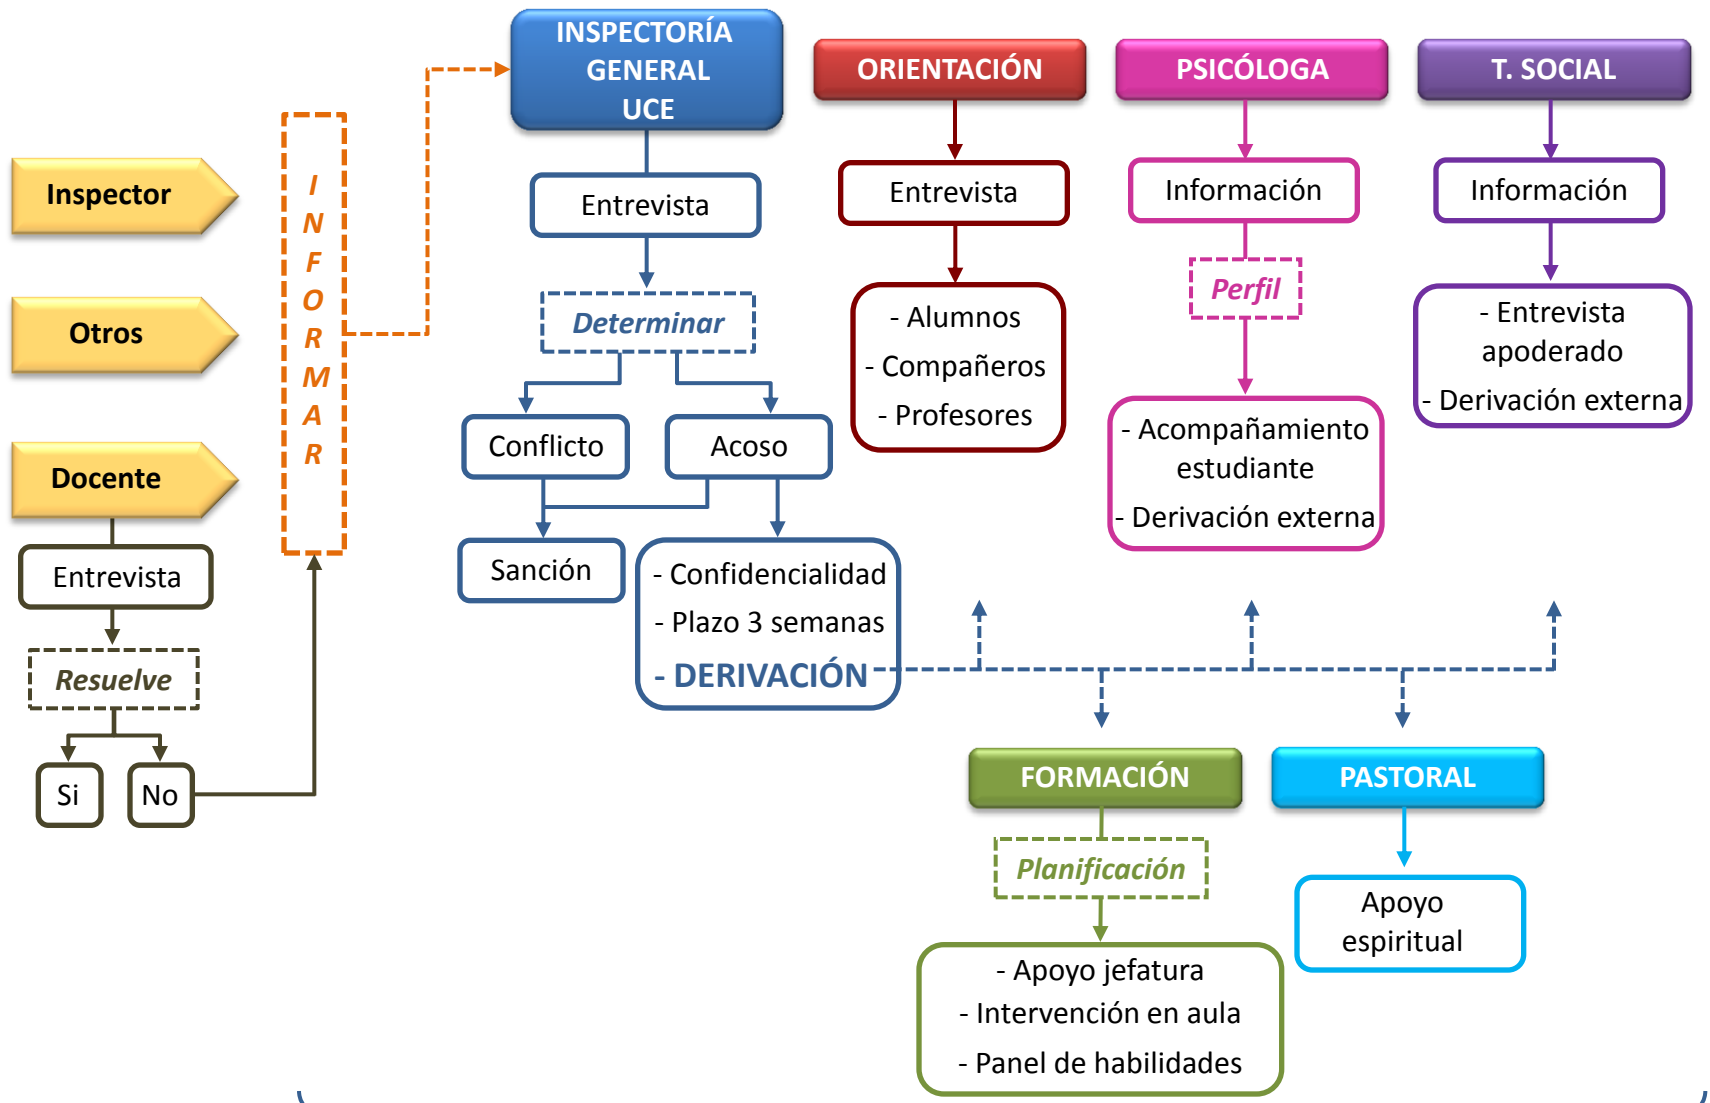 Inspector
Otros
Docente
Entrevista
Resuelve
Si
No
INFORMAR
INSPECTORÍA
GENERAL
UCE
Entrevista
Determinar
Conflicto
Acoso
Sanción
- Confidencialidad
- Plazo 3 semanas
- DERIVACIÓN
ORIENTACIÓN
Entrevista
- Alumnos
- Compañeros
- Profesores
PSICÓLOGA
Información
Perfil
- Acompañamiento
estudiante
- Derivación externa
T. SOCIAL
Información
- Entrevista
apoderado
- Derivación externa
FORMACIÓN
Planificación
- Apoyo jefatura
- Intervención en aula
- Panel de habilidades
PASTORAL
Apoyo
espiritual